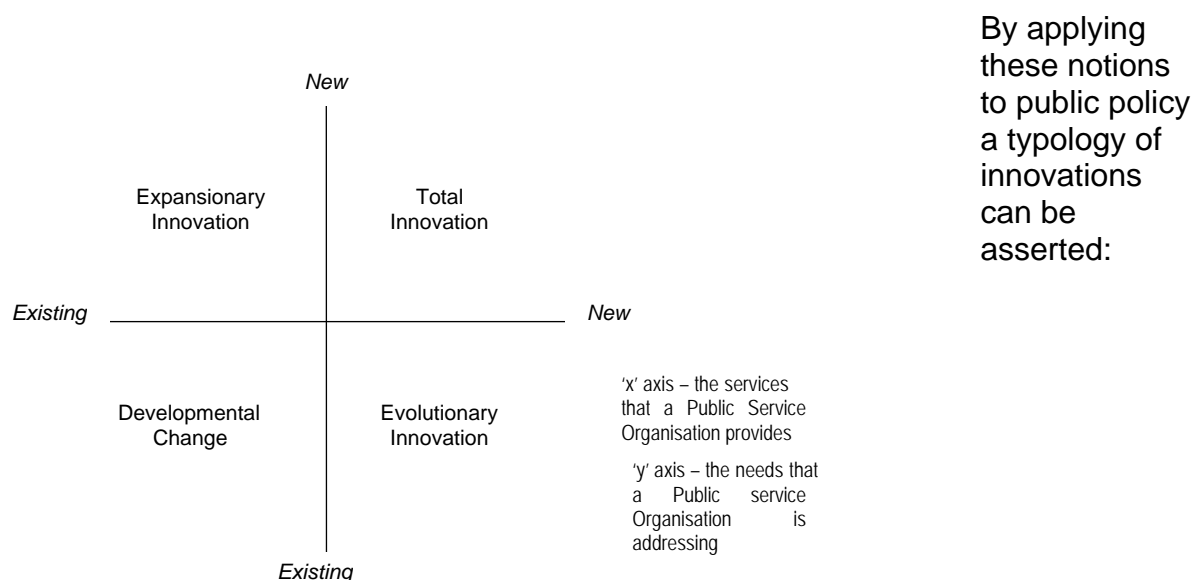 By applying
these notions
to public policy
a typology of
innovations
can be
asserted:
New
Expansionary
Innovation
Total
Innovation
Existing
New
Developmental
Change
Evolutionary
Innovation
‘x’ axis – the services
that a Public Service
Organisation provides
‘y’ axis – the needs that
a Public service
Organisation is
addressing
Existing